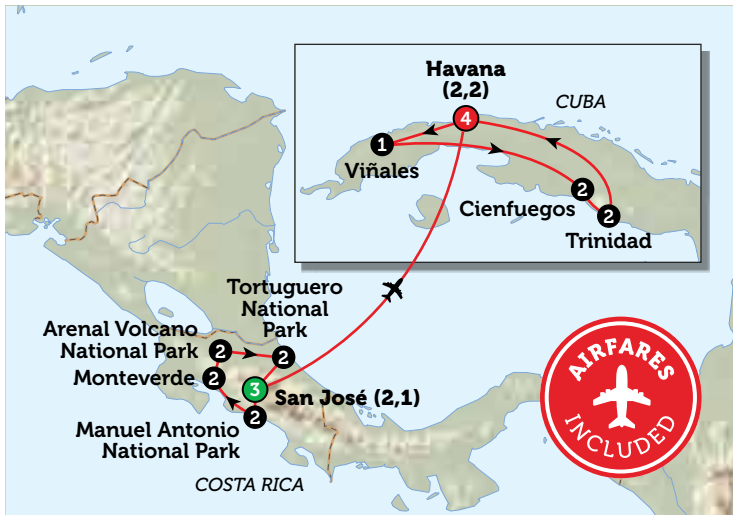 Havana
(2,2)
CUBA
4
1
Viñales
2
Cienfuegos
2
Trinidad
Tortuguero
National
Park
Arenal Volcano
National Park
2
2
Monteverde
2
3
San José (2,1)
2
Manuel Antonio
National Park
COSTA RICA
AIRFARES
INCLUDED